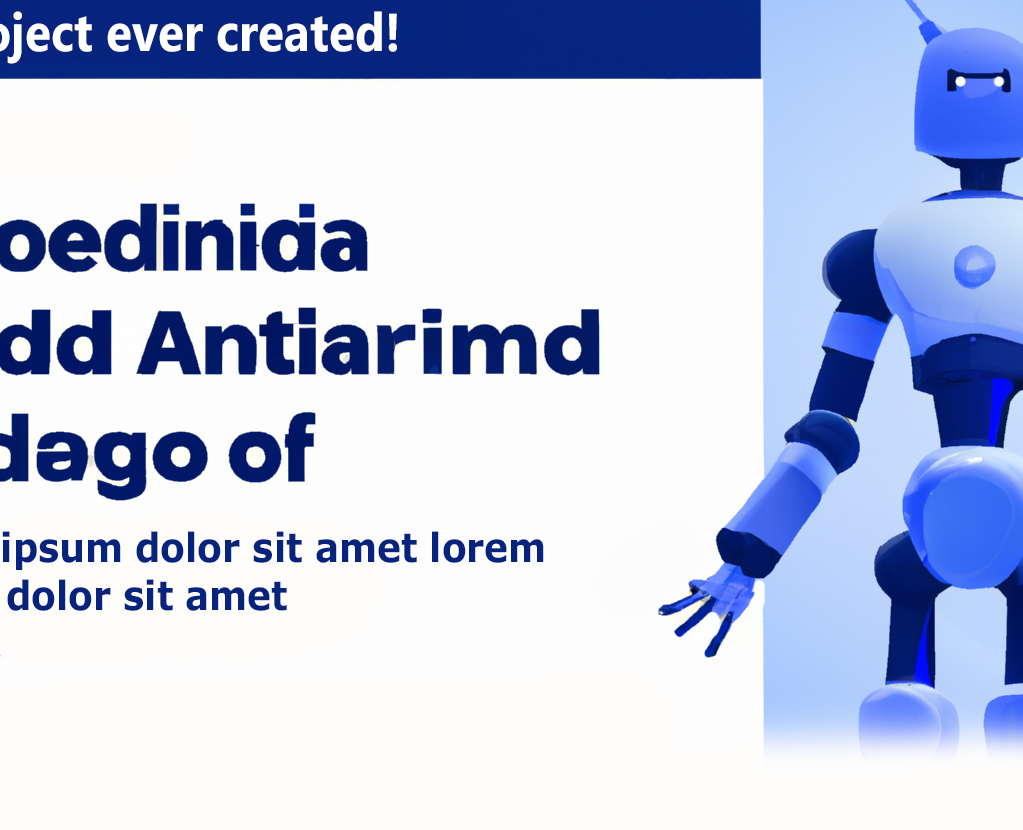 oject ever created!
oedinida
dd Antiarimd
dago of
ipsum dolor sit amet lorem
dolor sit amet